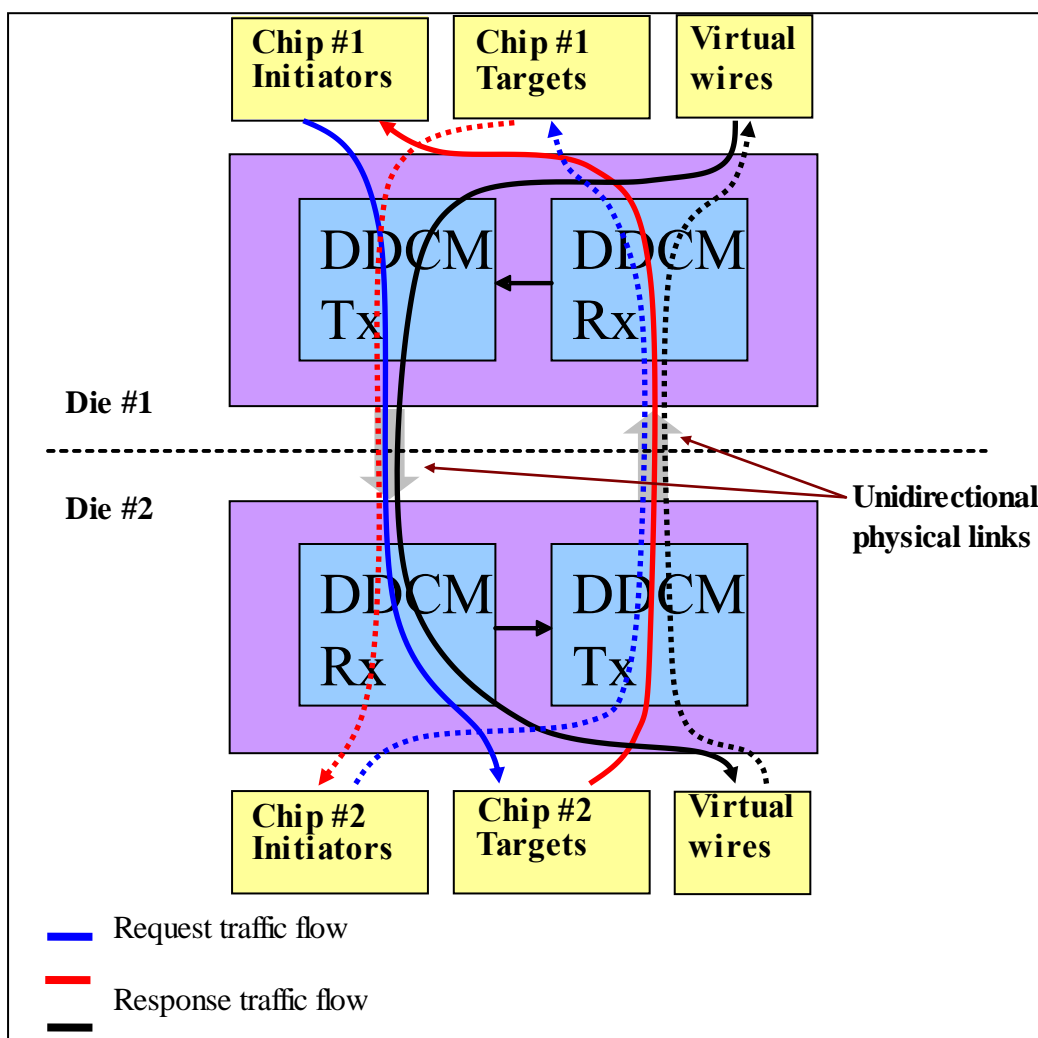 Chip #1
Initiators
Chip #1
Targets
Virtual
wires
DDCM
Tx
DDCM
Rx
Die #1
Die #2
Unidirectional
physical links
DDCM
Rx
DDCM
Tx
Chip #2
Initiators
Chip #2
Targets
Virtual
wires
Request traffic flow
Response traffic flow